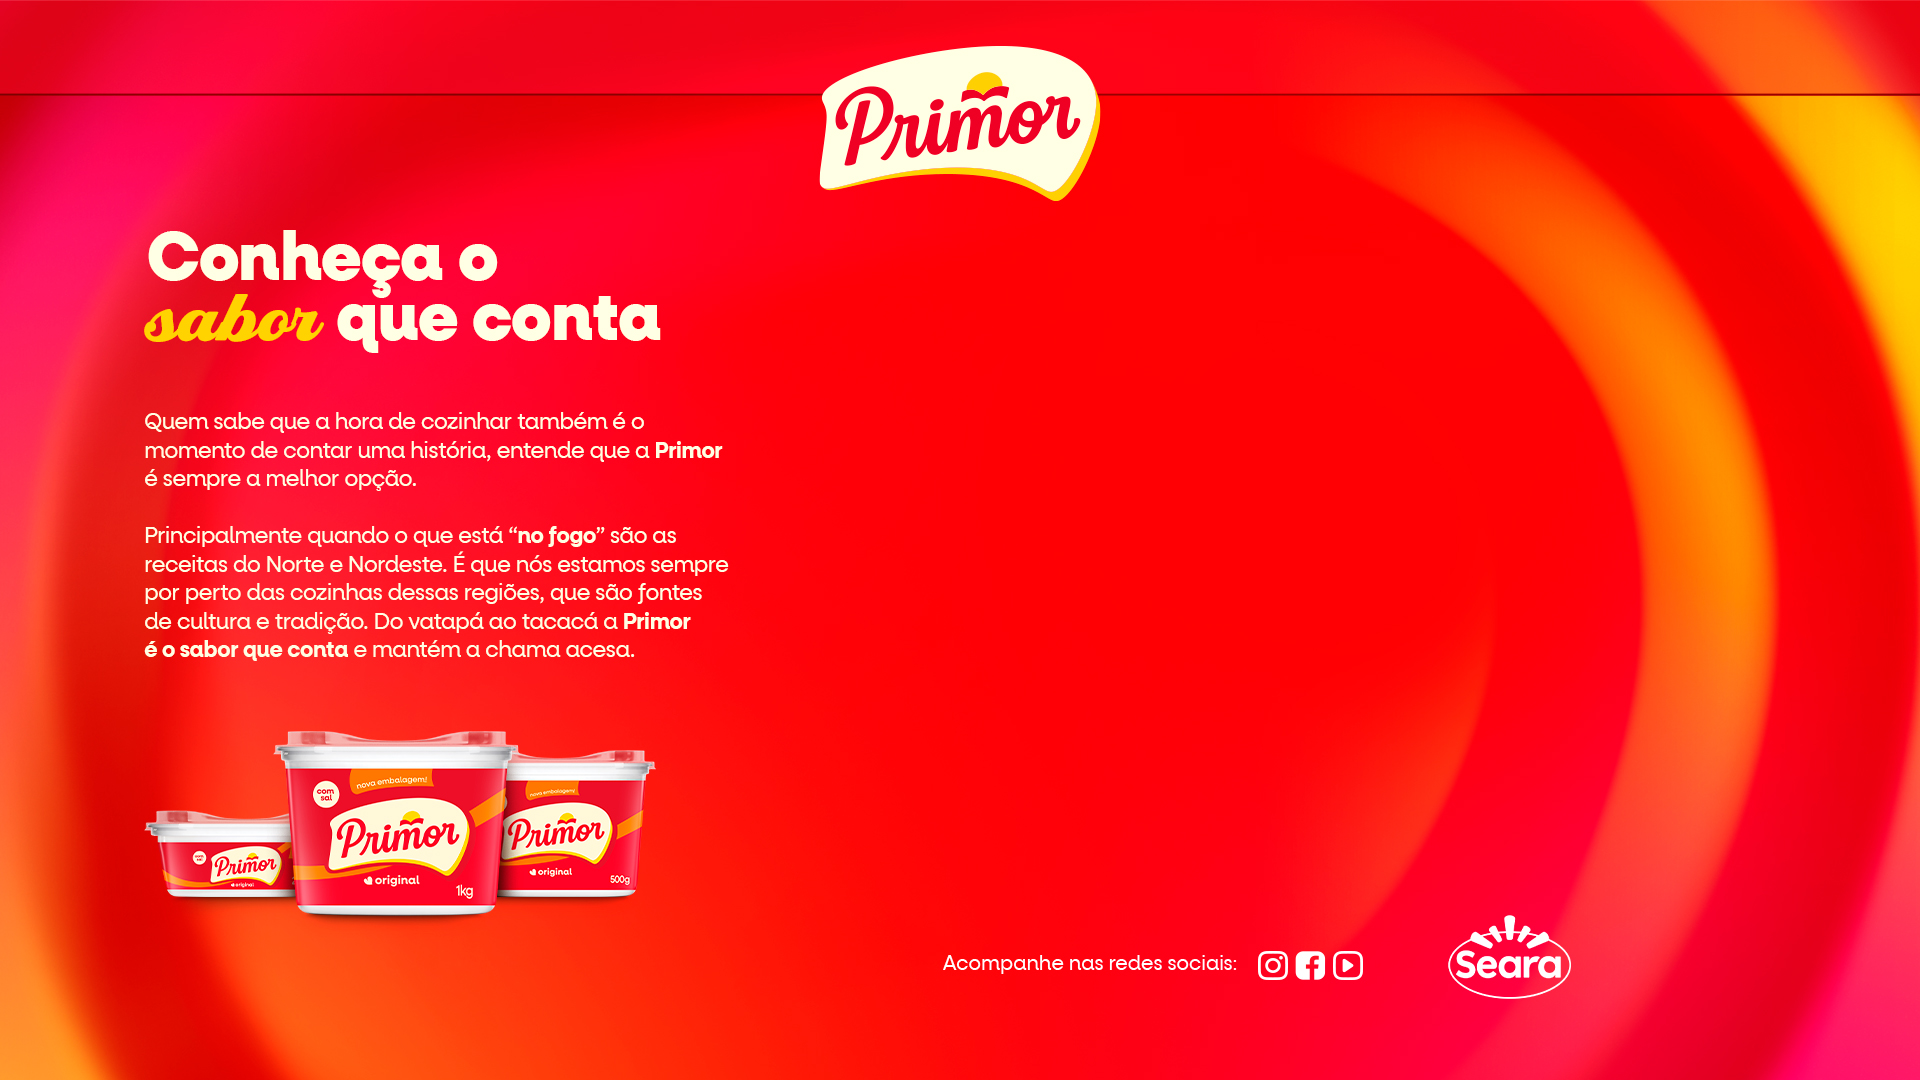 Primor
Conheça o
sabor que conta
Quem sabe que a hora de cozinhar também é o
momento de contar uma história, entende que a Primor
é sempre a melhor opção.
Principalmente quando o que está “no fogo” são as
receitas do Norte e Nordeste. É que nós estamos sempre
por perto das cozinhas dessas regiões, que são fontes
de cultura e tradição. Do vatapá ao tacacá a Primor
é o sabor que conta e mantém a chama acesa.
com
sal
Primor
original
nova embalagem!
com
sal
Primor
original
1kg
nova embalagem!
Primor
original
500g
Acompanhe nas redes sociais:
Seara